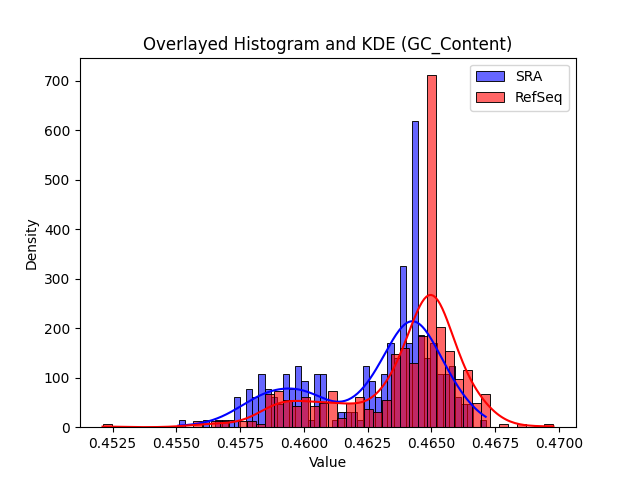 Overlayed Histogram and KDE (GC_Content)
SRA
RefSeq
700
600
500
400
300
200
100
0
Density
0.4525 0.4550 0.4575 0.4600 0.4625 0.4650 0.4675 0.4700
Value